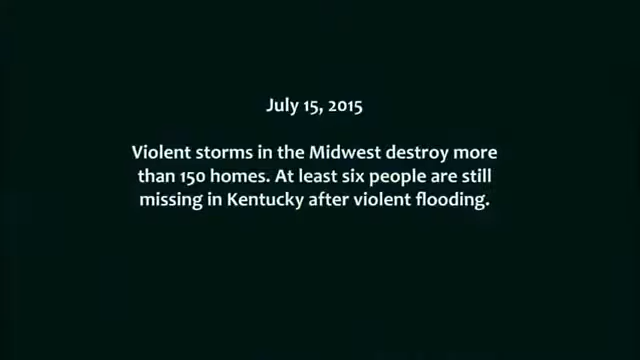 July 15, 2015
Violent storms in the Midwest destroy more
than 150 homes. At least six people are still
missing in Kentucky after violent flooding.